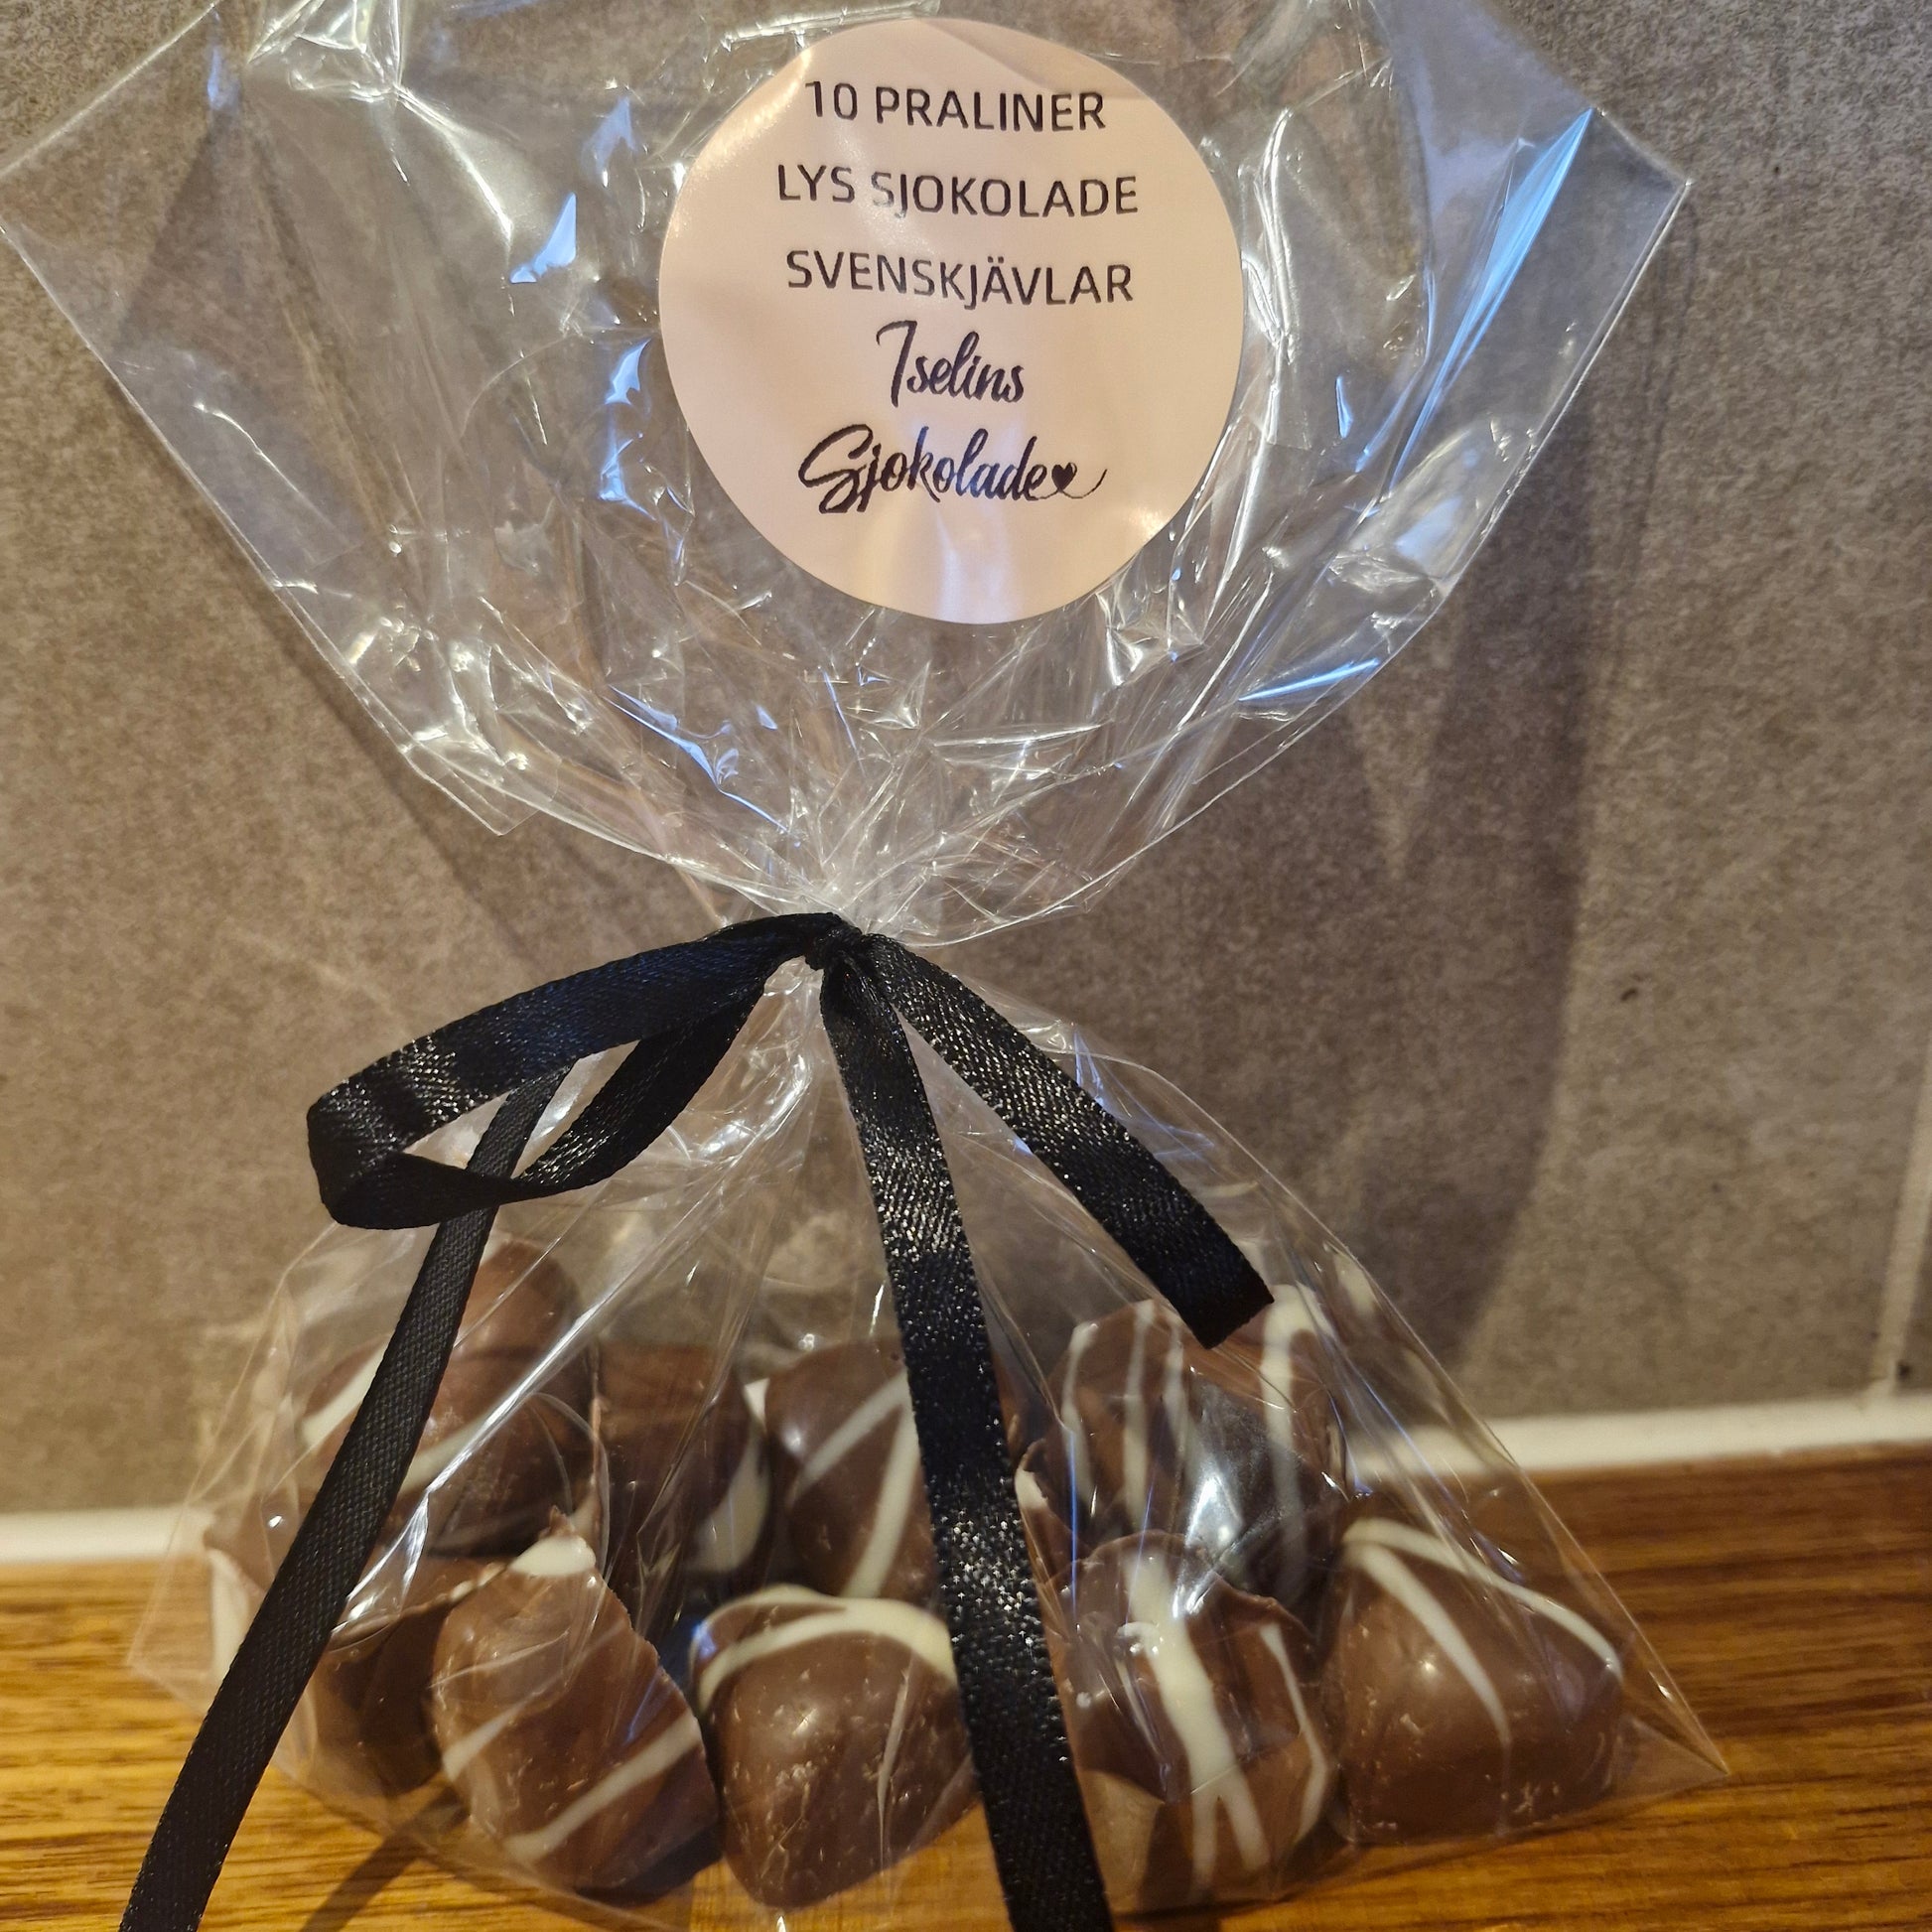 10 PRALINER
LYS SJOKOLADE
SVENSKJÄVLAR
Iselins
Sjokolade